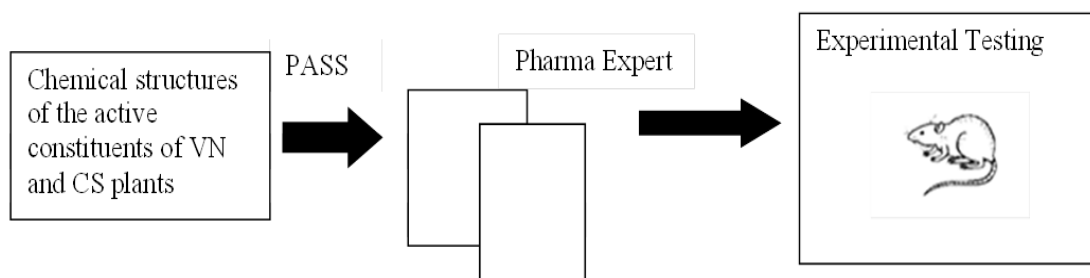 Chemical structures
of the active
constituents of VN
and CS plants
PASS
Pharma Expert
Experimental Testing